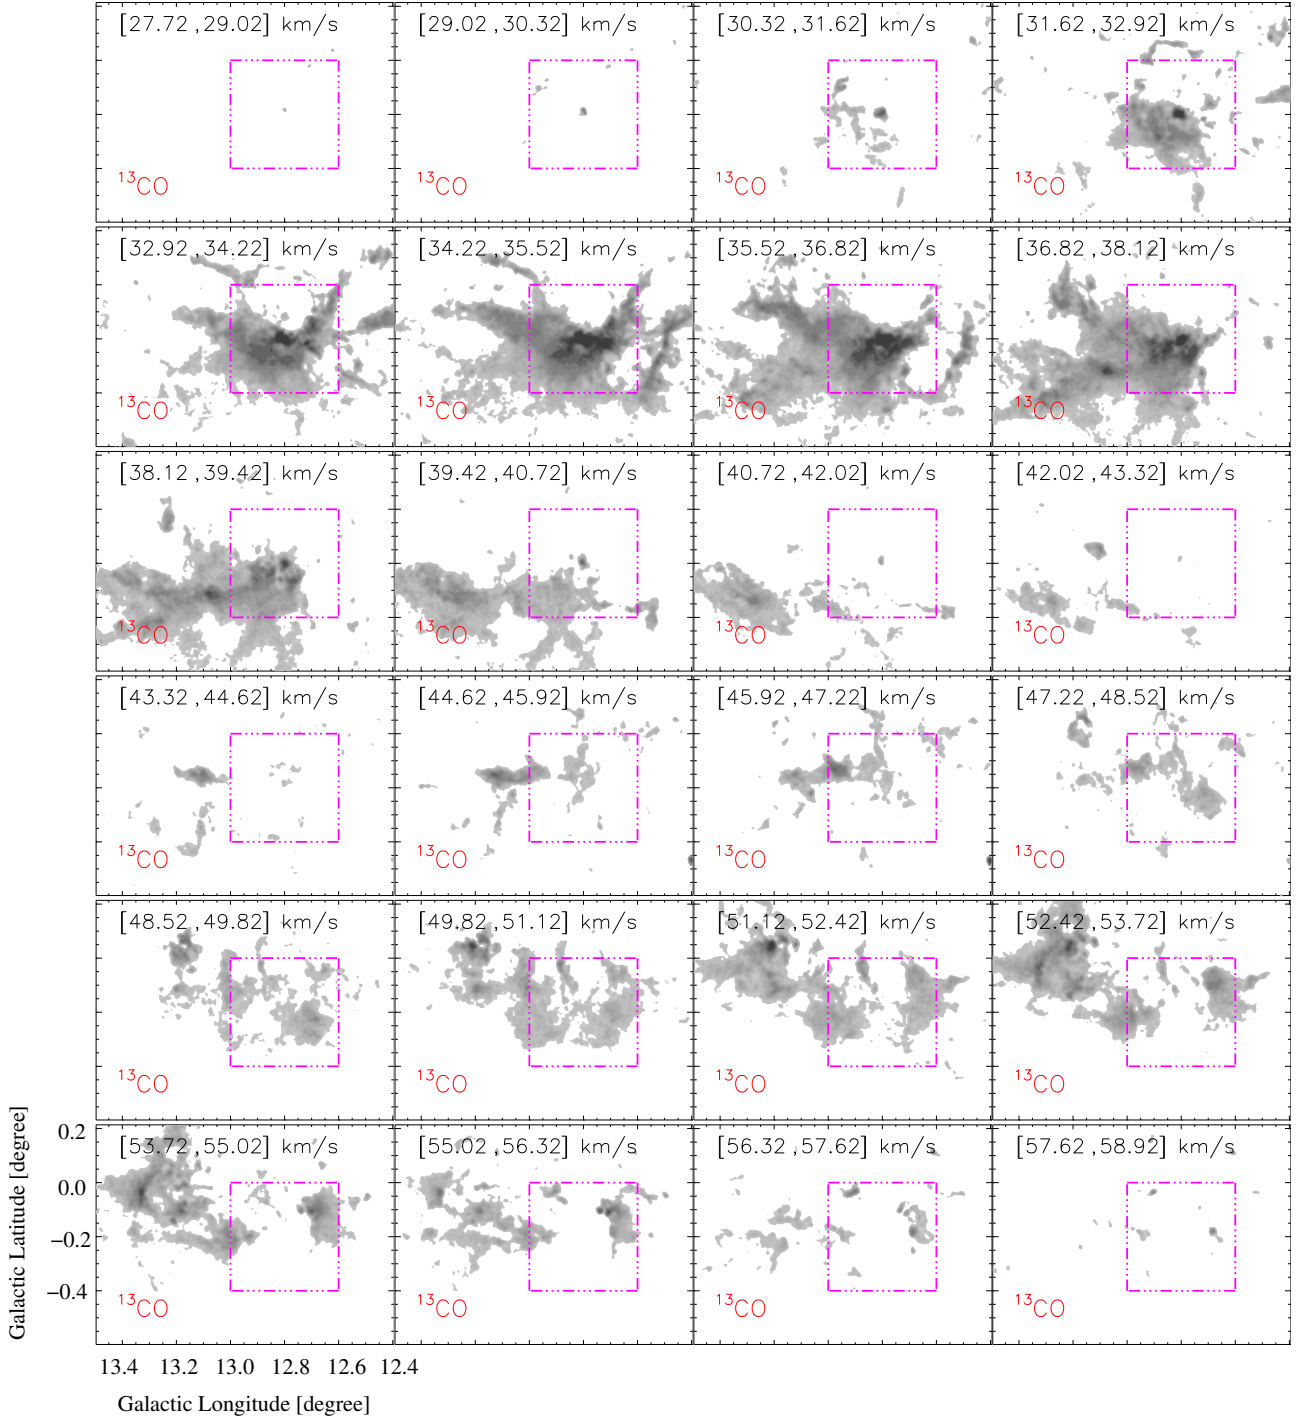 [27.72 ,29.02] km/s [29.02 ,30.32] km/s [30.32 ,31.62] km/s [31.62 ,32.92] km/s
¹³CO ¹³CO ¹³CO ¹³CO
[32.92 ,34.22] km/s [34.22 ,35.52] km/s [35.52 ,36.82] km/s [36.82 ,38.12] km/s
¹³CO ¹³CO ¹³CO ¹³CO
[38.12 ,39.42] km/s [39.42 ,40.72] km/s [40.72 ,42.02] km/s [42.02 ,43.32] km/s
¹³CO ¹³CO ¹³CO ¹³CO
[43.32 ,44.62] km/s [44.62 ,45.92] km/s [45.92 ,47.22] km/s [47.22 ,48.52] km/s
¹³CO ¹³CO ¹³CO ¹³CO
[48.52 ,49.82] km/s [49.82 ,51.12] km/s [51.12 ,52.42] km/s [52.42 ,53.72] km/s
¹³CO ¹³CO ¹³CO ¹³CO
[53.72 ,55.02] km/s [55.02 ,56.32] km/s [56.32 ,57.62] km/s [57.62 ,58.92] km/s
¹³CO ¹³CO ¹³CO ¹³CO
Galactic Latitude [degree]
0.2
0.0
−0.2
−0.4
13.4 13.2 13.0 12.8 12.6 12.4
Galactic Longitude [degree]